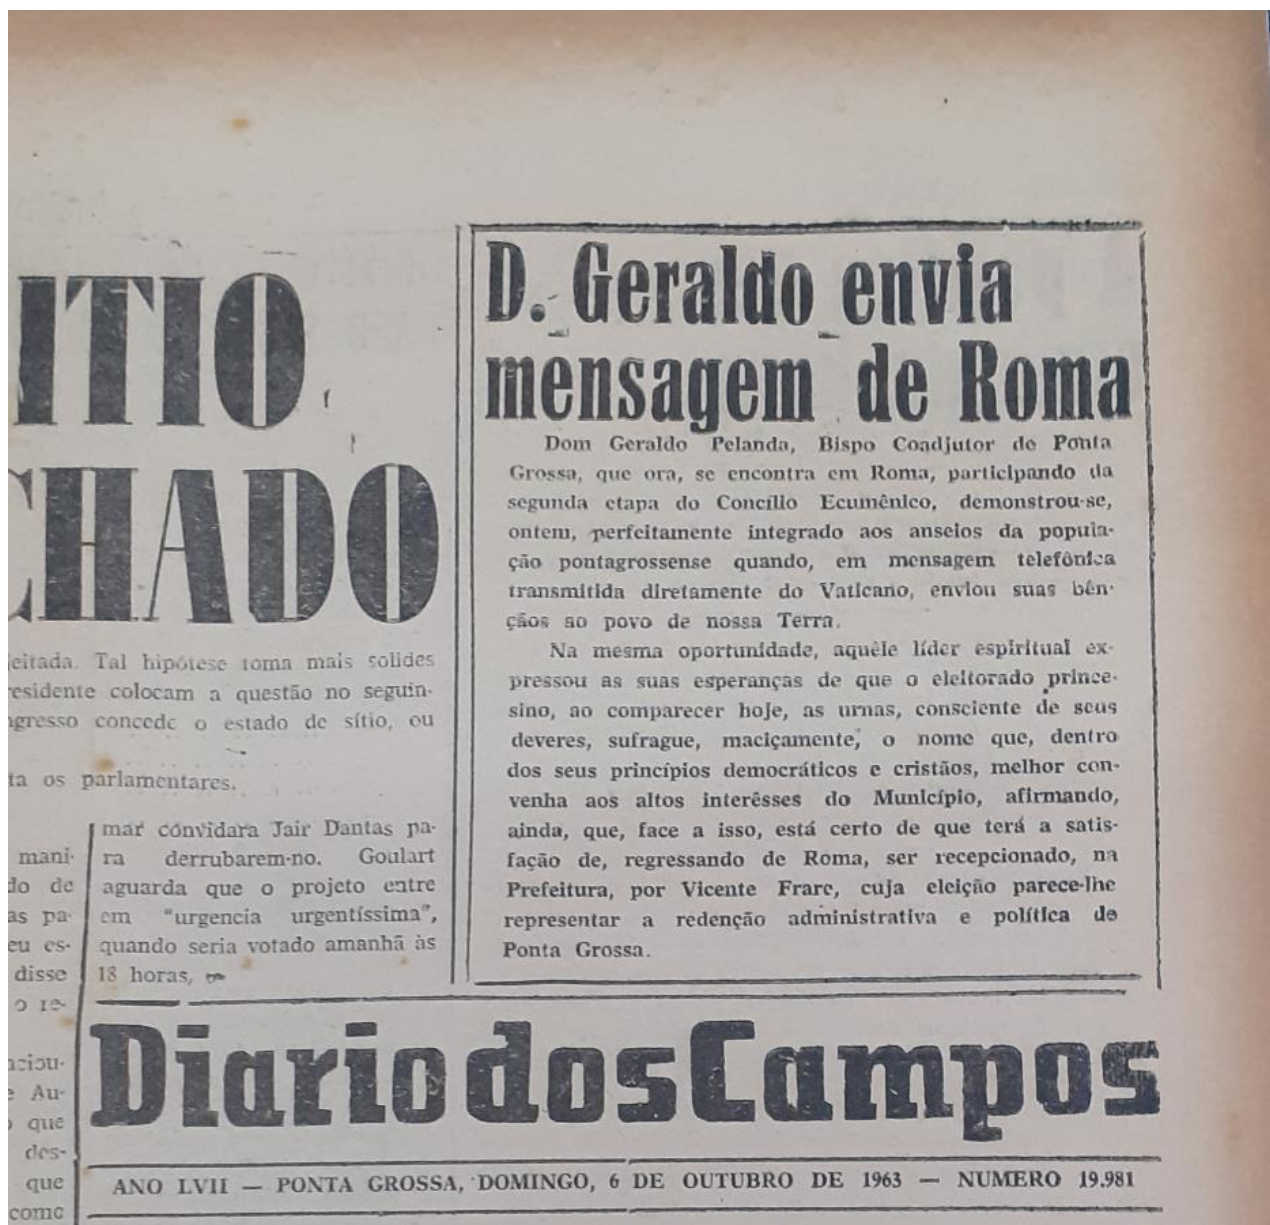 ITIO
CHADO
eitada. Tal hipótese toma mais solides
residente colocam a questão no seguin-
gresso concede o estado de sítio, ou
ta os parlamentares.
mani-
do de
as pa-
eu es-
disse
o re-
Au-
que
des-
que
como
mar convidara Jair Dantas pa-
ra derrubarem-no. Goulart
aguarda que o projeto entre
em "urgencia urgentíssima",
quando seria votado amanhã às
18 horas,
D. Geraldo envia
mensagem de Roma
Dom Geraldo Pelanda, Bispo Coadjutor de Ponta
Grossa, que ora, se encontra em Roma, participando da
segunda etapa do Concílio Ecumênico, demonstrou-se,
ontem, perfeitamente integrado aos anseios da popula-
ção pontagrossense quando, em mensagem telefônica
transmitida diretamente do Vaticano, enviou suas bên-
çãos ao povo de nossa Terra.
Na mesma oportunidade, aquêle líder espiritual ex-
pressou as suas esperanças de que o eleitorado prince-
sino, ao comparecer hoje, as urnas, consciente de seus
deveres, sufrague, maciçamente, o nome que, dentro
dos seus princípios democráticos e cristãos, melhor con-
venha aos altos interêsses do Município, afirmando,
ainda, que, face a isso, está certo de que terá a satis-
fação de, regressando de Roma, ser recepcionado, na
Prefeitura, por Vicente Frare, cuja eleição parece-lhe
representar a redenção administrativa e política de
Ponta Grossa.
Diario dos Campos
ANO LVII — PONTA GROSSA, DOMINGO, 6 DE OUTUBRO DE 1963 — NUMERO 19.981